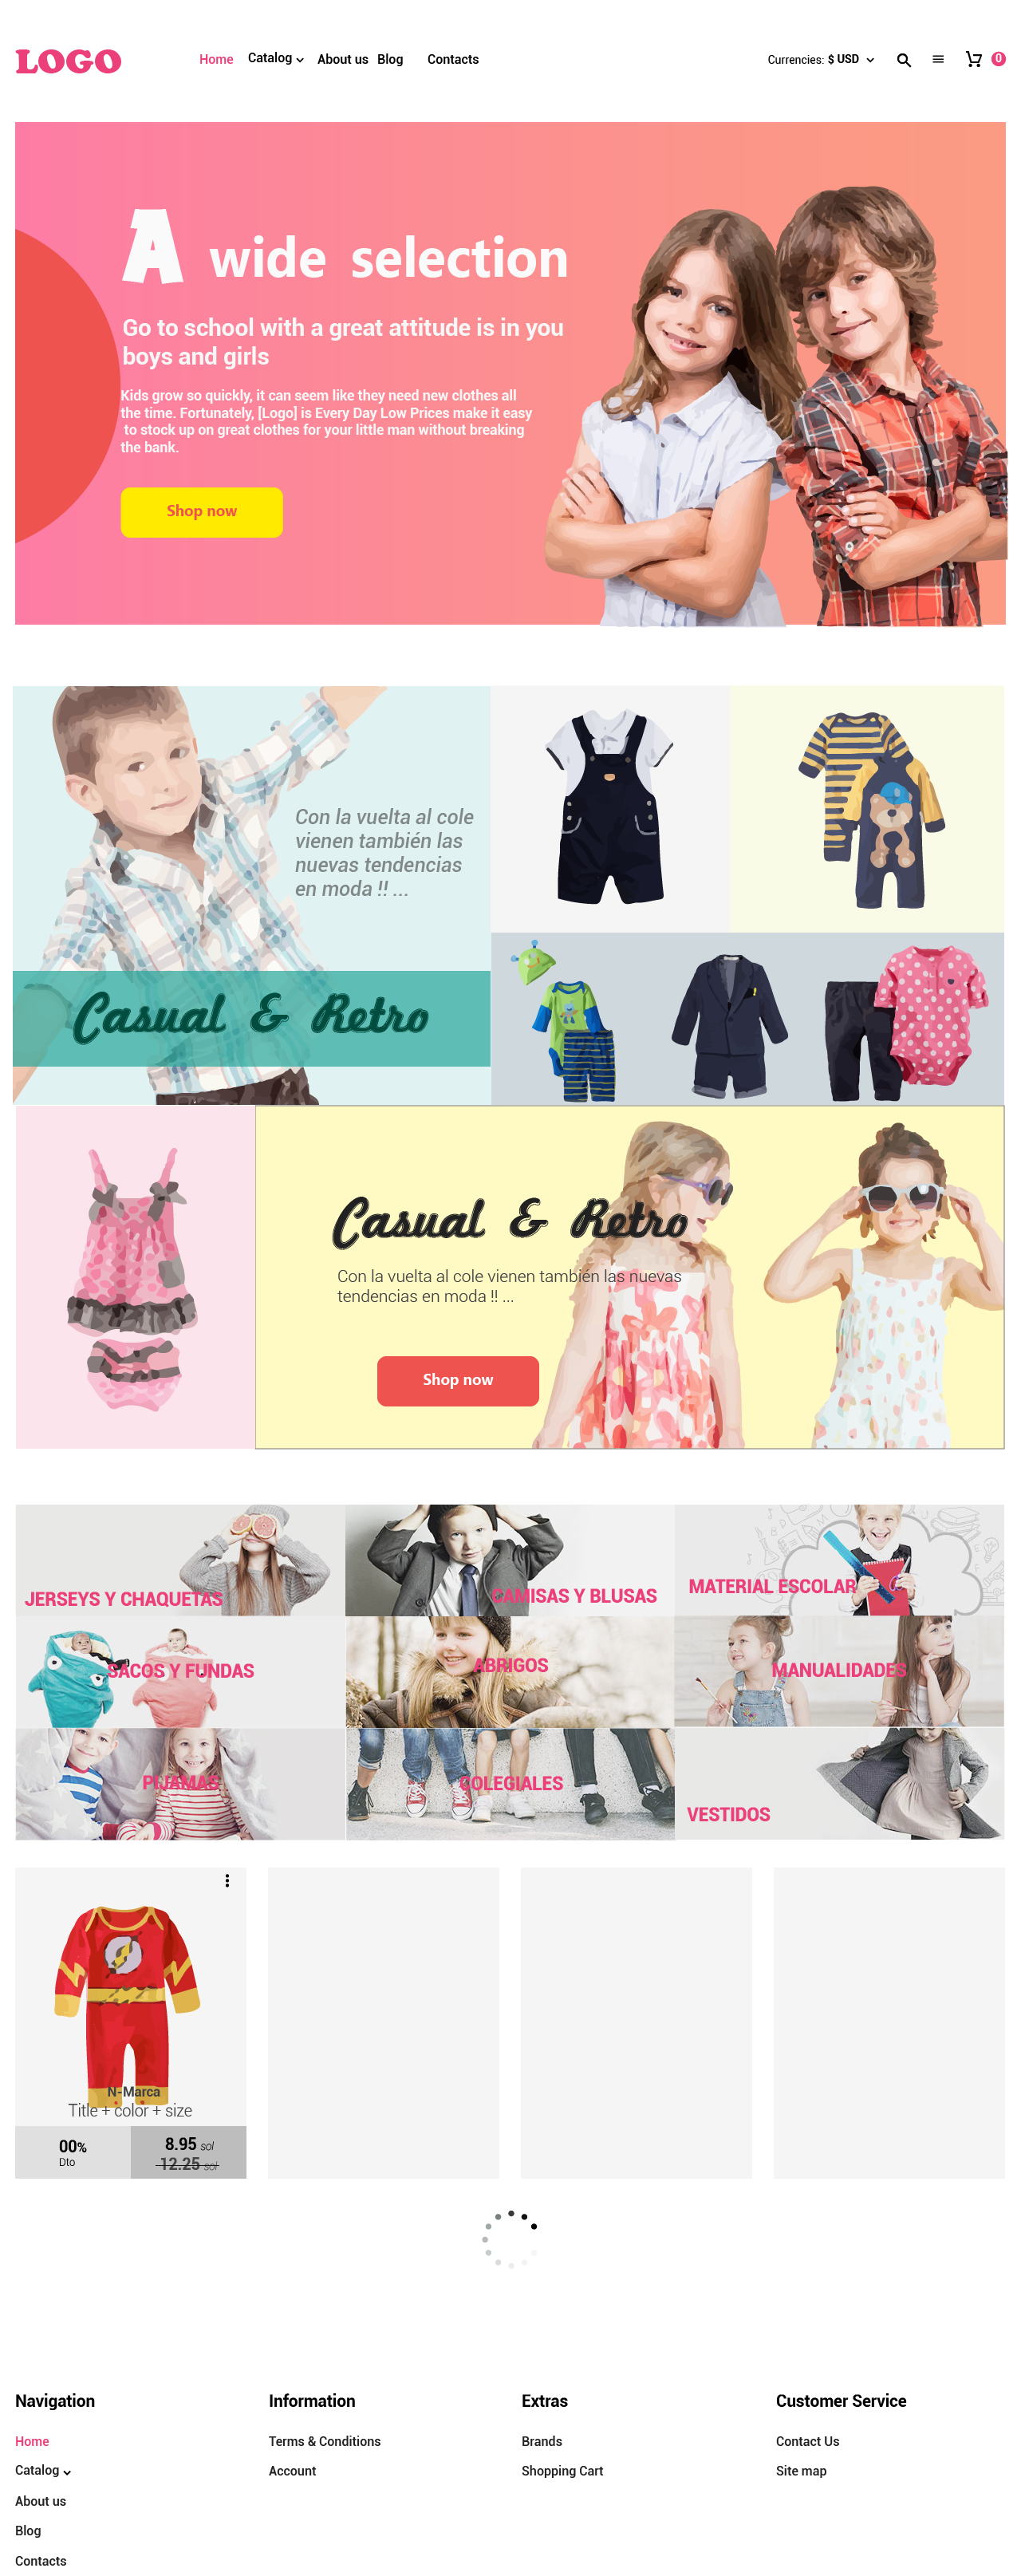 LOGO
Home Catalog About us Blog Contacts
Currencies: $ USD
0
A wide selection
Go to school with a great attitude is in you
boys and girls
Kids grow so quickly, it can seem like they need new clothes all
the time. Fortunately, [Logo] is Every Day Low Prices make it easy
to stock up on great clothes for your little man without breaking
the bank.
Shop now
Con la vuelta al cole
vienen también las
nuevas tendencias
en moda !! ...
Casual & Retro
Casual & Retro
Con la vuelta al cole vienen también las nuevas
tendencias en moda !! ...
Shop now
JERSEYS Y CHAQUETAS
CAMISAS Y BLUSAS
MATERIAL ESCOLAR
SACOS Y FUNDAS
ABRIGOS
MANUALIDADES
PIJAMAS
COLEGIALES
VESTIDOS
N-Marca
Title + color + size
00%
Dto
8.95 sol
12.25 sol
Navigation
Home
Catalog
About us
Blog
Contacts
Information
Terms & Conditions
Account
Extras
Brands
Shopping Cart
Customer Service
Contact Us
Site map